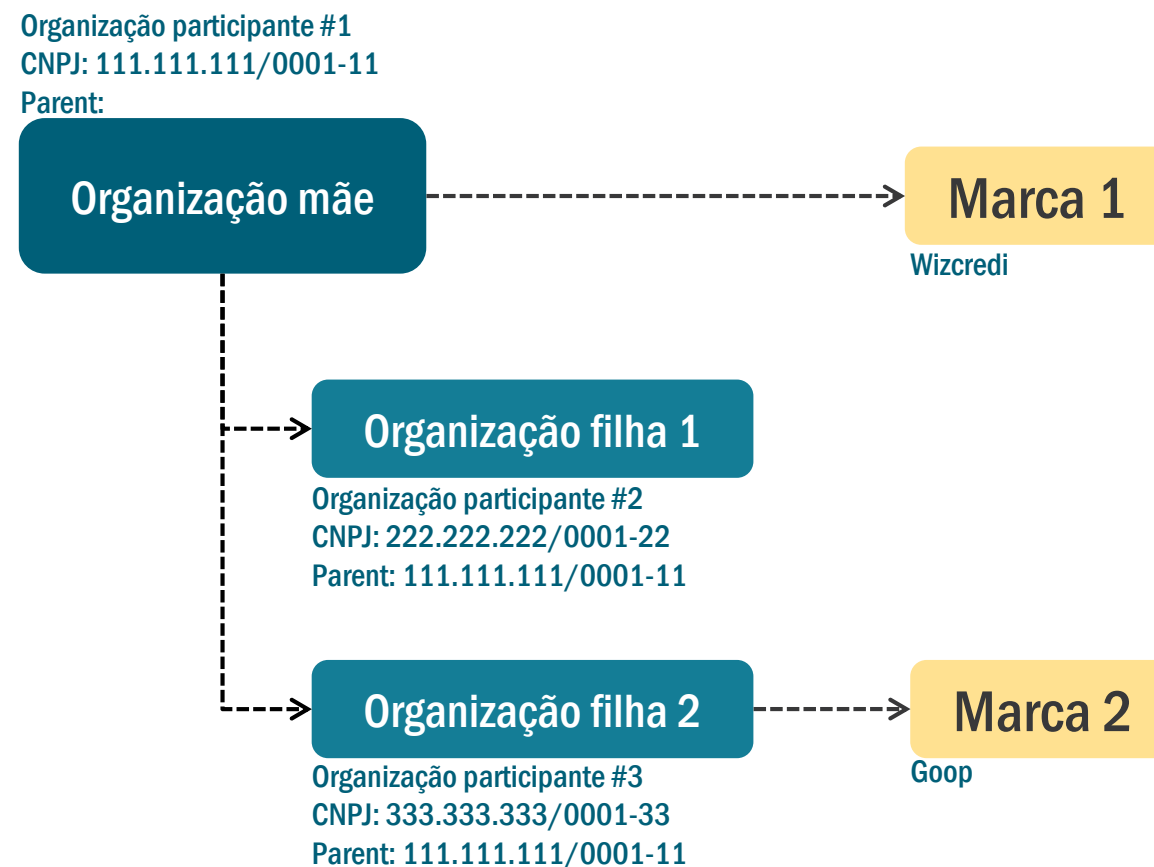 Organização participante #1
CNPJ: 111.111.111/0001-11
Parent:
Organização mãe
Marca 1
Wizcredi
Organização filha 1
Organização participante #2
CNPJ: 222.222.222/0001-22
Parent: 111.111.111/0001-11
Organização filha 2
Marca 2
Organização participante #3
CNPJ: 333.333.333/0001-33
Parent: 111.111.111/0001-11
Goop